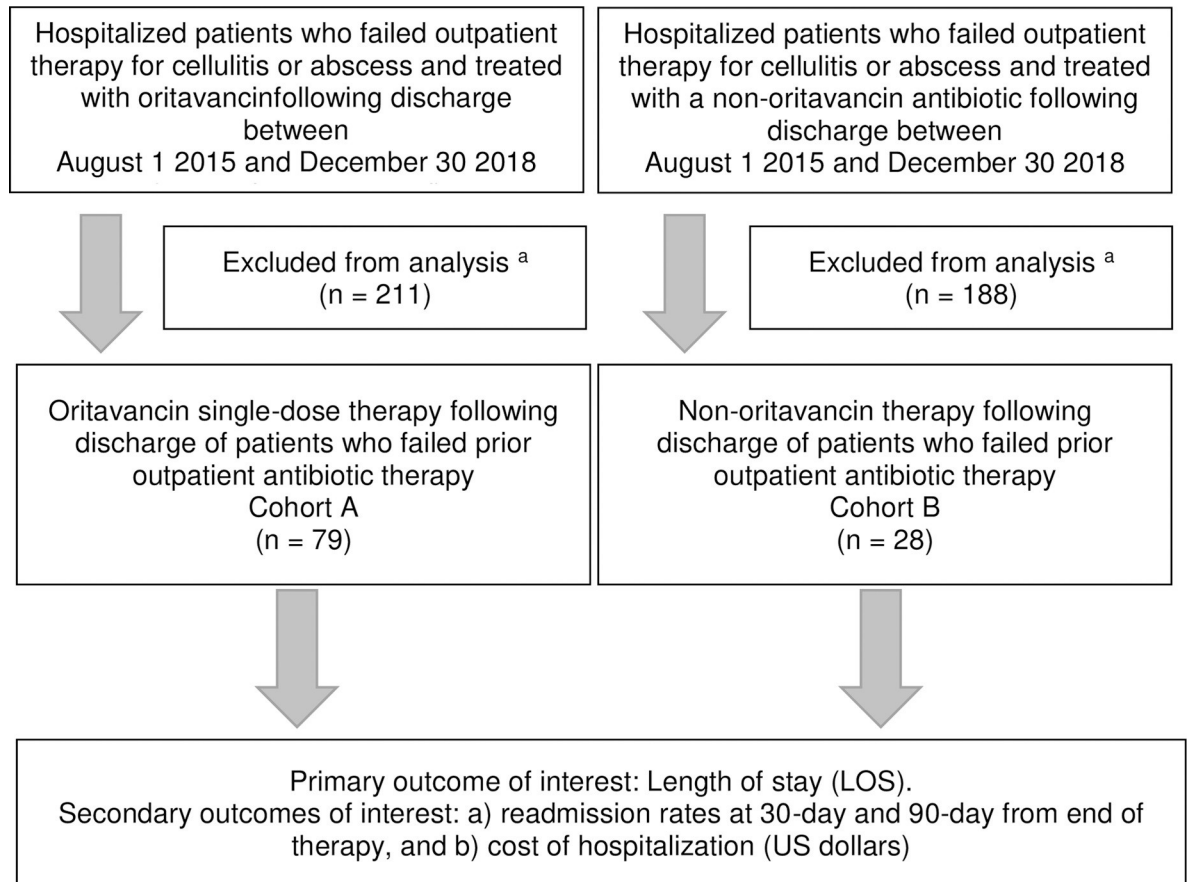 Hospitalized patients who failed outpatient
therapy for cellulitis or abscess and treated
with oritavancinfollowing discharge
between
August 1 2015 and December 30 2018
Hospitalized patients who failed outpatient
therapy for cellulitis or abscess and treated
with a non-oritavancin antibiotic following
discharge between
August 1 2015 and December 30 2018
Excluded from analysis a
(n = 211)
Excluded from analysis a
(n = 188)
Oritavancin single-dose therapy following
discharge of patients who failed prior
outpatient antibiotic therapy
Cohort A
(n = 79)
Non-oritavancin therapy following
discharge of patients who failed prior
outpatient antibiotic therapy
Cohort B
(n = 28)
Primary outcome of interest: Length of stay (LOS).
Secondary outcomes of interest: a) readmission rates at 30-day and 90-day from end of
therapy, and b) cost of hospitalization (US dollars)